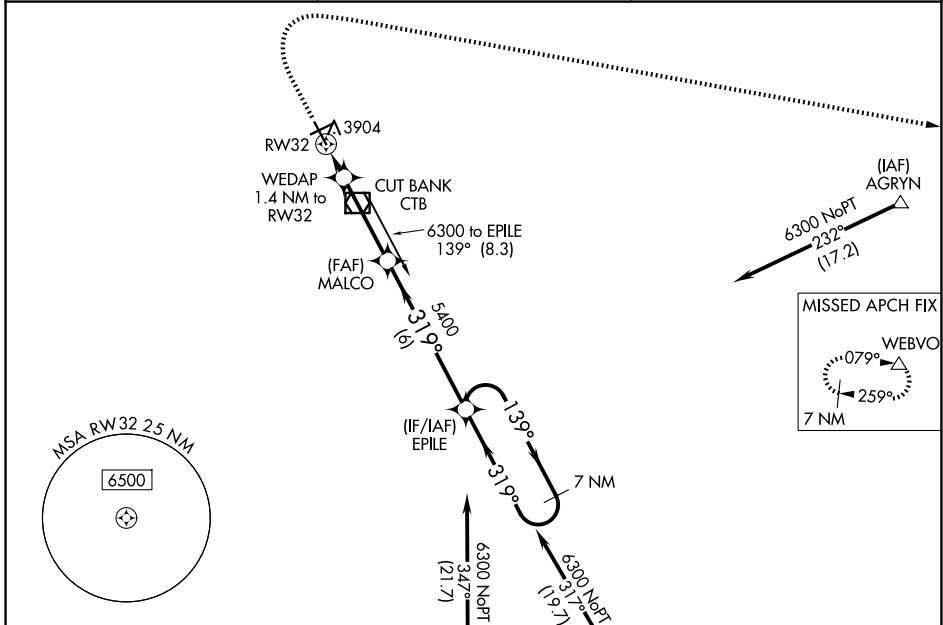 3904
RW32
WEDAP
1.4 NM to
RW32
CUT BANK
CTB
6300 to EPILE
139° (8.3)
(FAF)
MALCO
5400
319°
(6)
(IAF)
AGRYN
6300 NoPT
232°
(17.2)
MISSED APCH FIX
WEBVO
079°
259°
7 NM
(IF/IAF)
EPILE
139°
319°
7 NM
MSA RW32 25 NM
6500
6300 NoPT
347°
(21.7)
6300 NoPT
317°
(19.7)